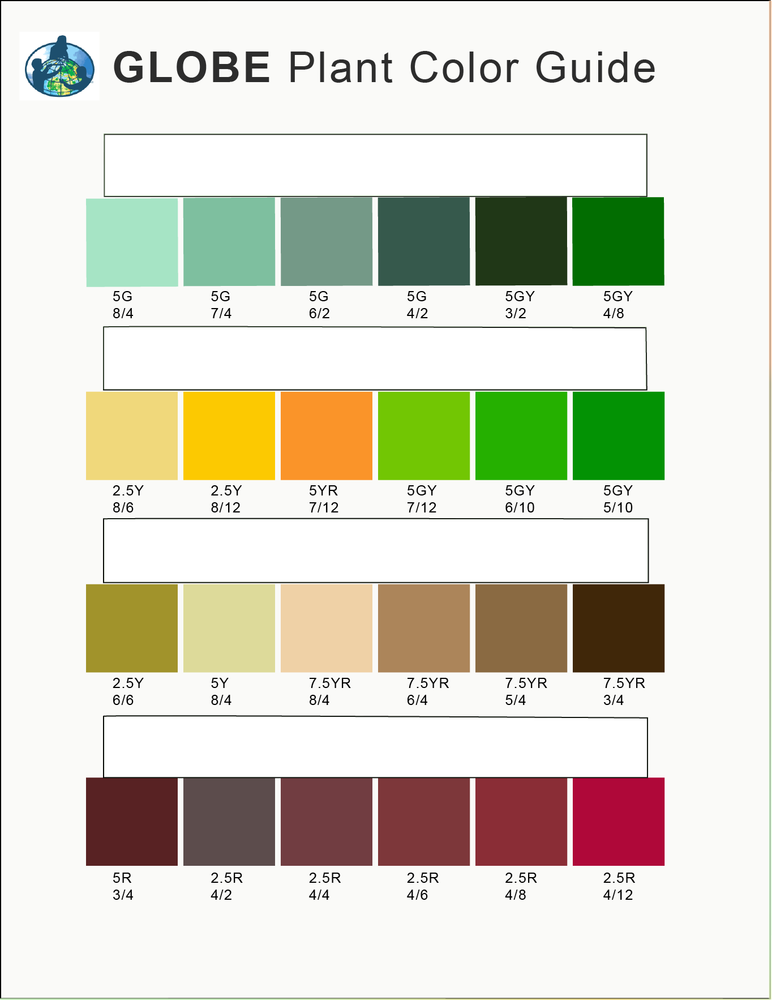 GLOBE Plant Color Guide
5G 5G 5G 5G 5GY 5GY
8/4 7/4 6/2 4/2 3/2 4/8
2.5Y 2.5Y 5YR 5GY 5GY 5GY
8/6 8/12 7/12 7/12 6/10 5/10
2.5Y 5Y 7.5YR 7.5YR 7.5YR 7.5YR
6/6 8/4 8/4 6/4 5/4 3/4
5R 2.5R 2.5R 2.5R 2.5R 2.5R
3/4 4/2 4/4 4/6 4/8 4/12